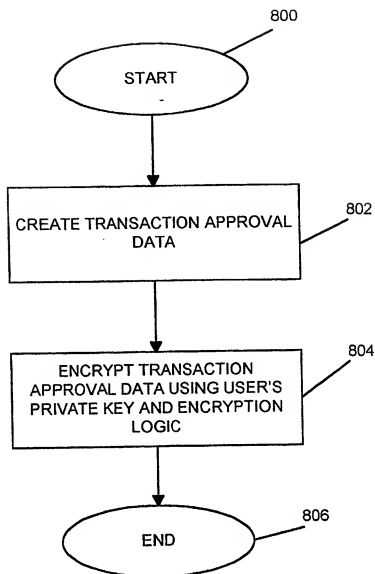 800
START
802
CREATE TRANSACTION APPROVAL
DATA
804
ENCRYPT TRANSACTION
APPROVAL DATA USING USER'S
PRIVATE KEY AND ENCRYPTION
LOGIC
806
END